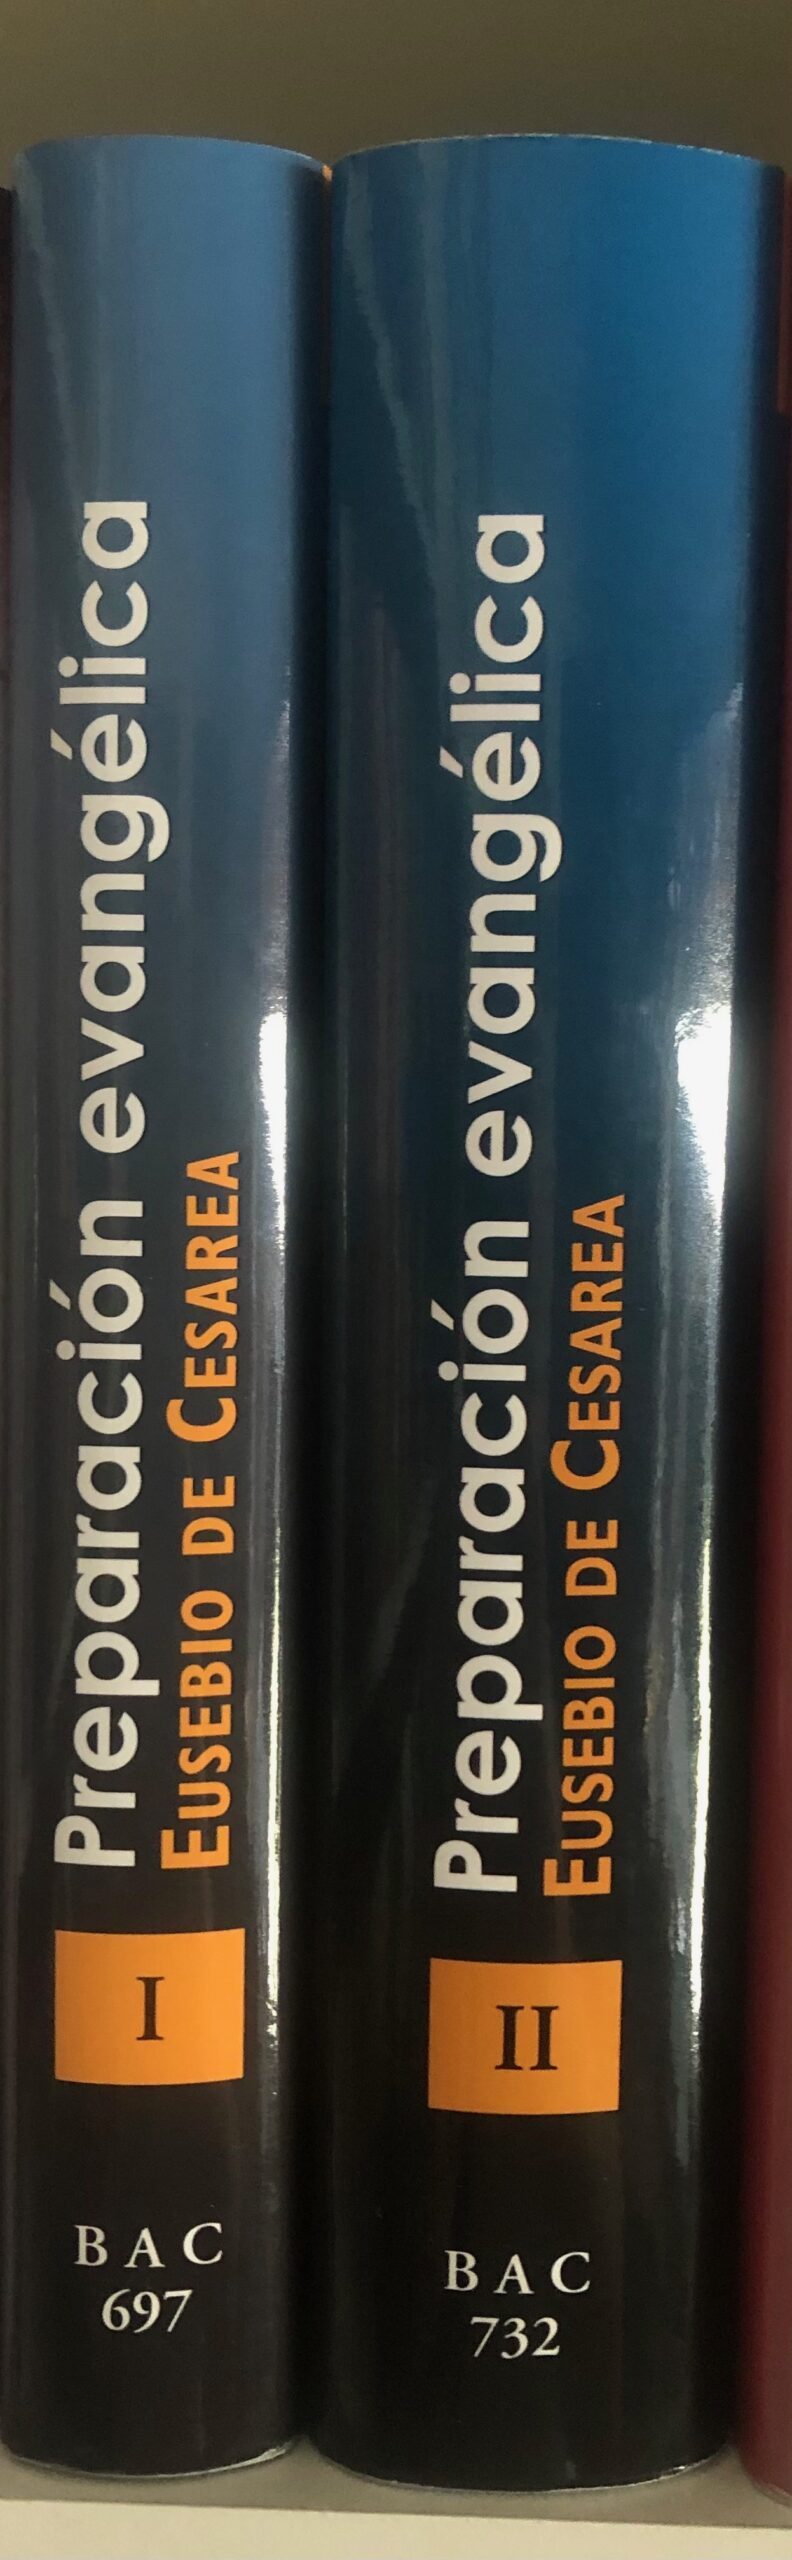 Preparación evangélica
EUSEBIO DE CESAREA
I
BAC
697
Preparación evangélica
EUSEBIO DE CESAREA
II
BAC
732